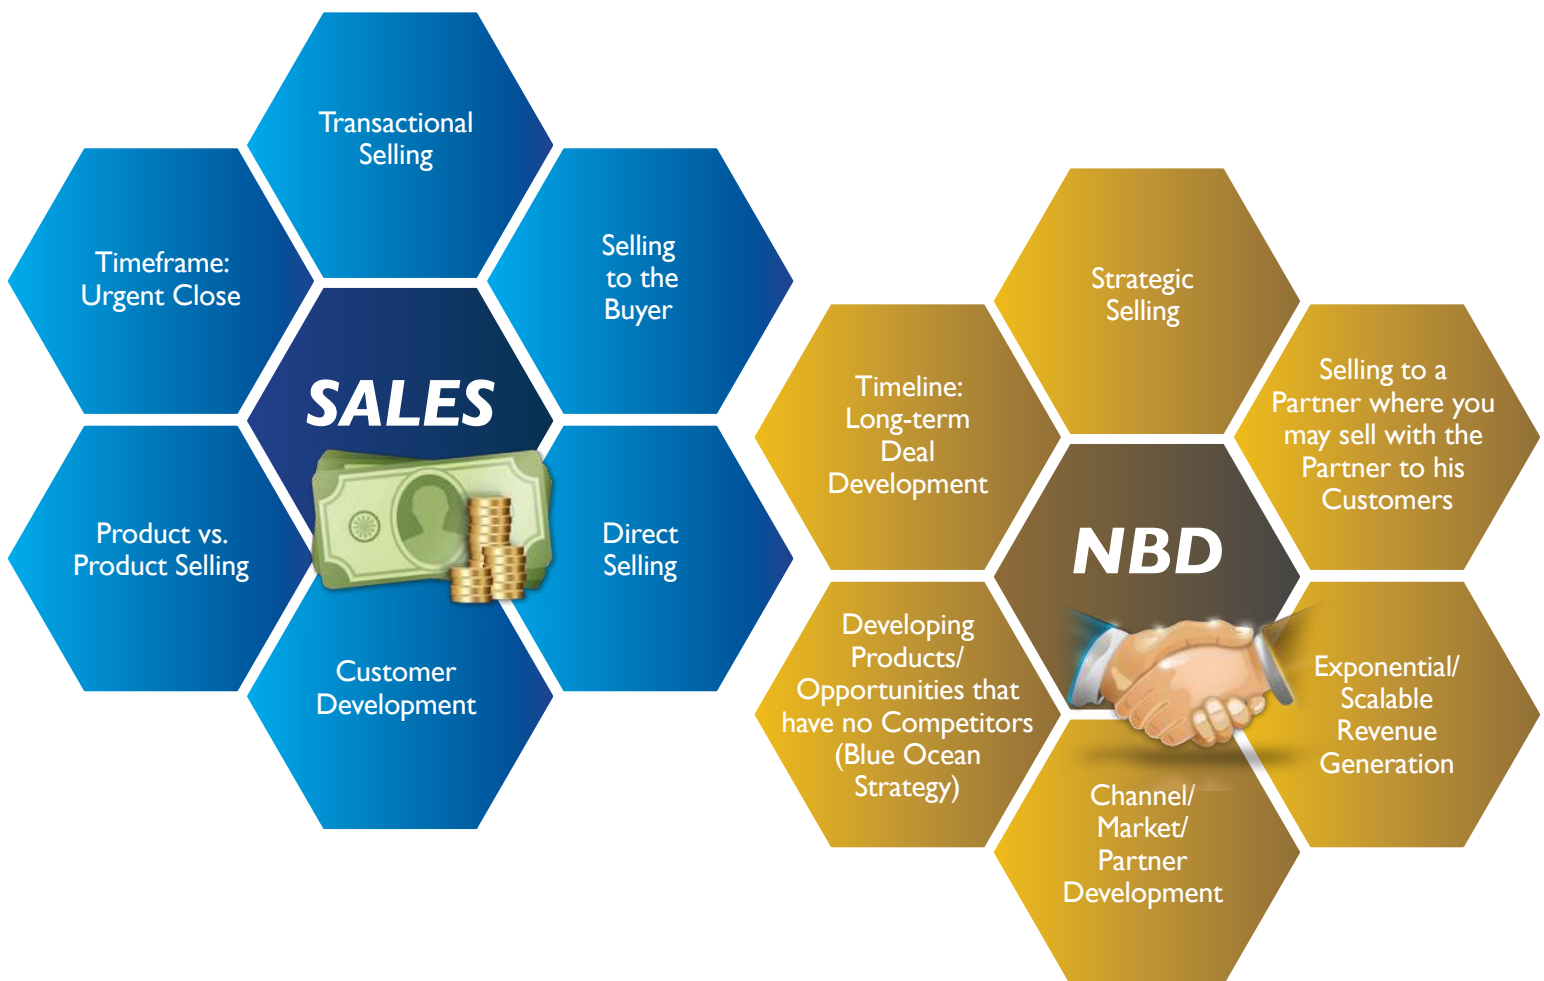 Transactional
Selling
Timeframe:
Urgent Close
Selling
to the
Buyer
SALES
Product vs.
Product Selling
Direct
Selling
Customer
Development
Strategic
Selling
Timeline:
Long-term
Deal
Development
Selling to a
Partner where you
may sell with the
Partner to his
Customers
NBD
Developing
Products/
Opportunities that
have no Competitors
(Blue Ocean
Strategy)
Exponential/
Scalable
Revenue
Generation
Channel/
Market/
Partner
Development